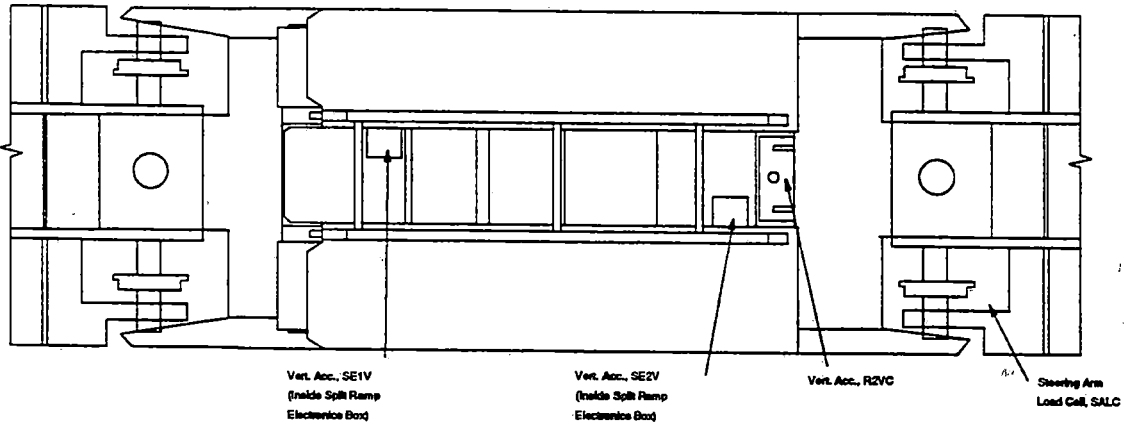 Vert. Acc., SE1V
(Inside Split Ramp
Electronics Box)
Vert. Acc., SE2V
(Inside Split Ramp
Electronics Box)
Vert. Acc., R2VC
Steering Arm
Load Cell, SALC